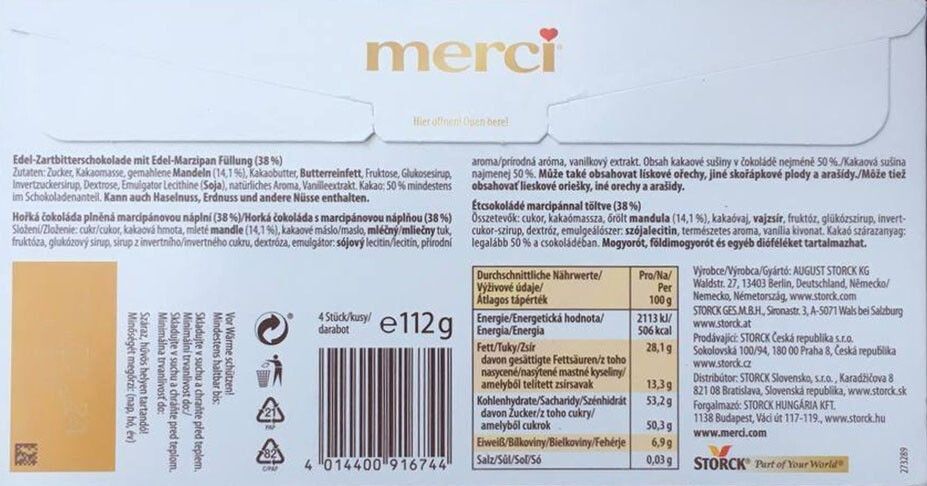 merci
Hier öffnen! Open here!
Edel-Zartbitterschokolade mit Edel-Marzipan Füllung (38 %)
Zutaten: Zucker, Kakaomasse, gemahlene Mandeln (14,1 %), Kakaobutter, Butterreinfett, Fruktose, Glukosesirup,
Invertzuckersirup, Dextrose, Emulgator Lecithine (Soja), natürliches Aroma, Vanilleextrakt. Kakao: 50 % mindestens
im Schokoladenanteil. Kann auch Haselnuss, Erdnuss und andere Nüsse enthalten.
Hořká čokoláda plněná marcipánovou náplní (38 %)/Horká čokoláda s marcipánovou náplňou (38 %)
Složení/Zloženie: cukr/cukor, kakaová hmota, mleté mandle (14,1 %), kakaové máslo/maslo, mléčný/mliečny tuk,
fruktóza, glukózový sirup, sirup z invertního/invertného cukru, dextróza, emulgátor: sójový lecitin/lecitín, přírodní
aroma/prírodná aróma, vanilkový extrakt. Obsah kakaové sušiny v čokoládě nejméně 50 %./Kakaová sušina
najmenej 50 %. Může také obsahovat lískové ořechy, jiné skořápkové plody a arašídy./Môže tiež
obsahovať lieskové oriešky, iné orechy a arašidy.
Étcsokoládé marcipánnal töltve (38 %)
Összetevők: cukor, kakaómassza, őrölt mandula (14,1 %), kakaóvaj, vajzsír, fruktóz, glükózszirup, invert-
cukor-szirup, dextróz, emulgeálószer: szójalecitin, természetes aroma, vanília kivonat. Kakaó szárazanyag:
legalább 50 % a csokoládéban. Mogyorót, földimogyorót és egyéb dióféléket tartalmazhat.
Vor Wärme schützen!
Mindestens haltbar bis:
Skladujte v suchu a chraňte před teplem.
Minimální trvanlivost do:/
Skladujte v suchu a chráňte pred teplom.
Minimálna trvanlivosť do:
Száraz, hűvös helyen tartandó!
Minőségét megőrzi: (nap, hó, év)
21
PAP
82
C/PAP
4 Stück/kusy/
darabot
e112g
4 014400 916744
Durchschnittliche Nährwerte/
Výživové údaje/
Átlagos tápérték
Pro/Na/
Per
100 g
Energie/Energetická hodnota/
Energia/Energia
2113 kJ/
506 kcal
Fett/Tuky/Zsír 28,1 g
davon gesättigte Fettsäuren/z toho
nasycené/nasýtené mastné kyseliny/
amelyből telített zsírsavak 13,3 g
Kohlenhydrate/Sacharidy/Szénhidrát 53,2 g
davon Zucker/z toho cukry/
amelyből cukrok 50,3 g
Eiweiß/Bílkoviny/Bielkoviny/Fehérje 6,9 g
Salz/Sůl/Soľ/Só 0,03 g
Výrobce/Výrobca/Gyártó: AUGUST STORCK KG
Waldstr. 27, 13403 Berlin, Deutschland, Německo/
Nemecko, Németország, www.storck.com
STORCK GES.M.B.H., Sironastr. 3, A-5071 Wals bei Salzburg
www.storck.at
Prodávající: STORCK Česká republika s.r.o.
Sokolovská 100/94, 180 00 Praha 8, Česká republika
www.storck.cz
Distribútor: STORCK Slovensko, s.r.o., Karadžičova 8
821 08 Bratislava, Slovenská republika, www.storck.sk
Forgalmazó: STORCK HUNGÁRIA KFT.
1138 Budapest, Váci út 117-119., www.storck.hu
www.merci.com
STORCK® Part of Your World®
273289